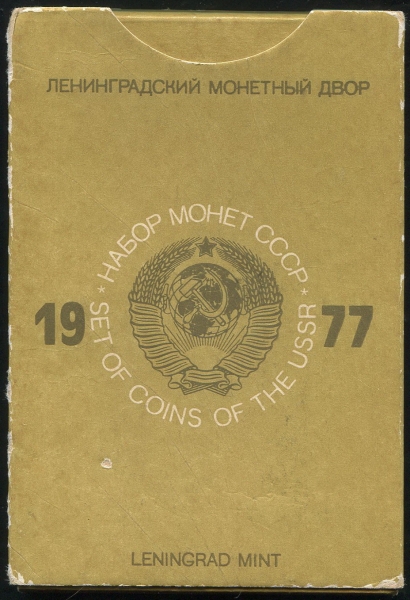 ЛЕНИНГРАДСКИЙ МОНЕТНЫЙ ДВОР
* НАБОР МОНЕТ СССР *
19 77
SET OF COINS OF THE USSR
LENINGRAD MINT